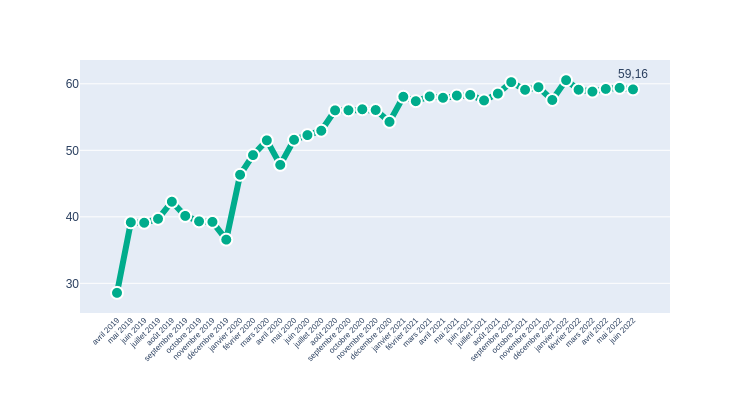 59,16
60
50
40
30
avril 2019
mai 2019
juin 2019
juillet 2019
août 2019
septembre 2019
octobre 2019
novembre 2019
décembre 2019
janvier 2020
février 2020
mars 2020
avril 2020
mai 2020
juin 2020
juillet 2020
août 2020
septembre 2020
octobre 2020
novembre 2020
décembre 2020
janvier 2021
février 2021
mars 2021
avril 2021
mai 2021
juin 2021
juillet 2021
août 2021
septembre 2021
octobre 2021
novembre 2021
décembre 2021
janvier 2022
février 2022
mars 2022
avril 2022
mai 2022
juin 2022